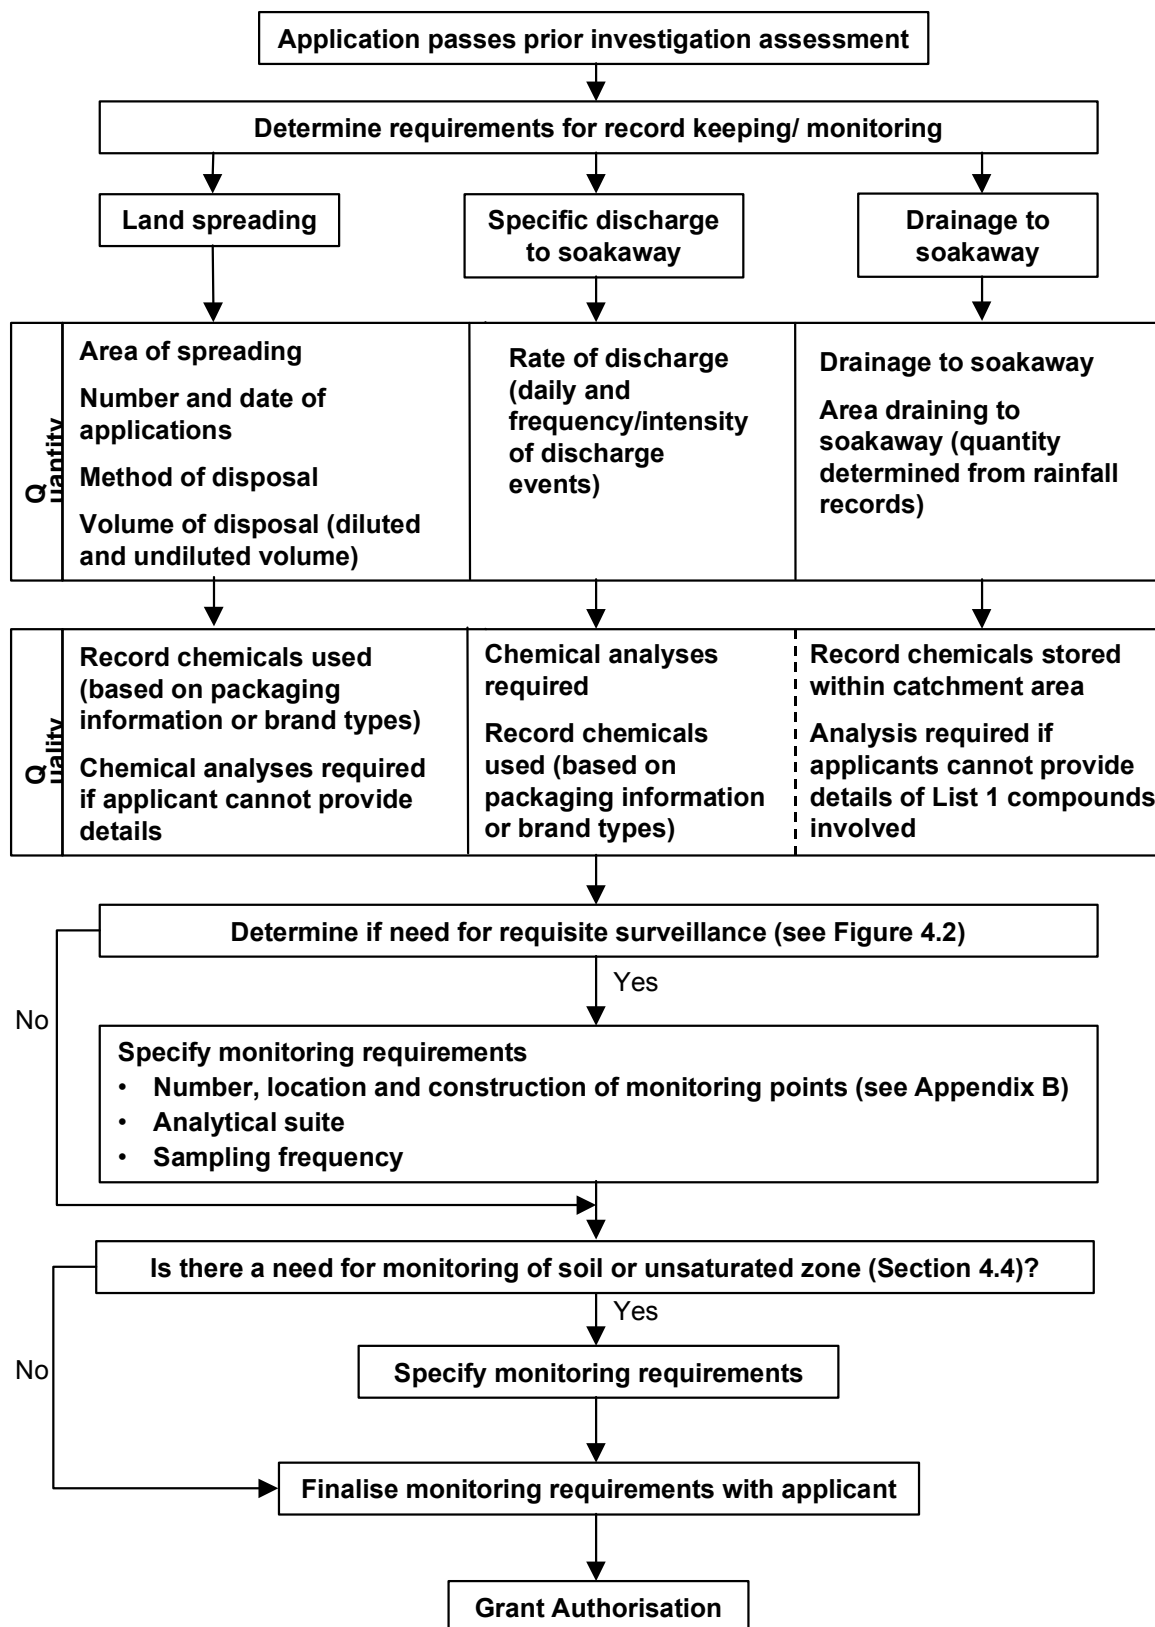 Application passes prior investigation assessment
Determine requirements for record keeping/ monitoring
Land spreading
Specific discharge
to soakaway
Drainage to
soakaway
Q
uantity
Area of spreading
Number and date of
applications
Method of disposal
Volume of disposal (diluted
and undiluted volume)
Rate of discharge
(daily and
frequency/intensity
of discharge
events)
Drainage to soakaway
Area draining to
soakaway (quantity
determined from rainfall
records)
Q
uality
Record chemicals used
(based on packaging
information or brand types)
Chemical analyses required
if applicant cannot provide
details
Chemical analyses
required
Record chemicals
used (based on
packaging information
or brand types)
Record chemicals stored
within catchment area
Analysis required if
applicants cannot provide
details of List 1 compounds
involved
Determine if need for requisite surveillance (see Figure 4.2)
Yes
No
Specify monitoring requirements
• Number, location and construction of monitoring points (see Appendix B)
• Analytical suite
• Sampling frequency
Is there a need for monitoring of soil or unsaturated zone (Section 4.4)?
Yes
No
Specify monitoring requirements
Finalise monitoring requirements with applicant
Grant Authorisation